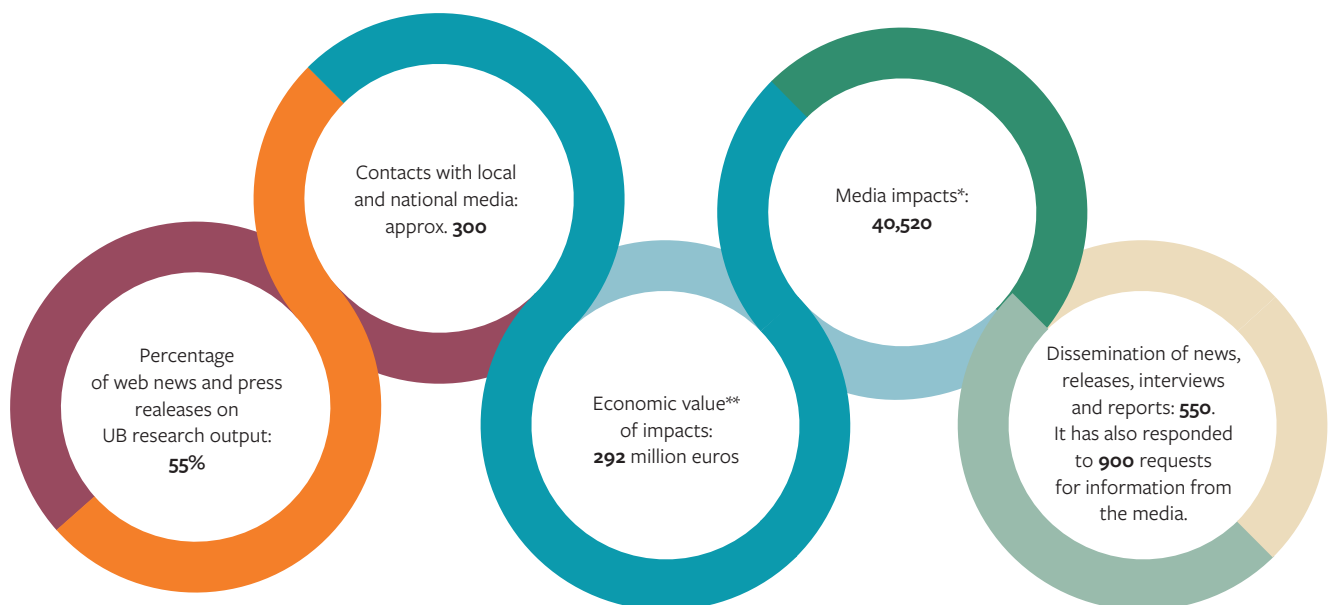 Percentage
of web news and press
realeases on
UB research output:
55%
Contacts with local
and national media:
approx. 300
Economic value**
of impacts:
292 million euros
Media impacts*:
40,520
Dissemination of news,
releases, interviews
and reports: 550.
It has also responded
to 900 requests
for information from
the media.